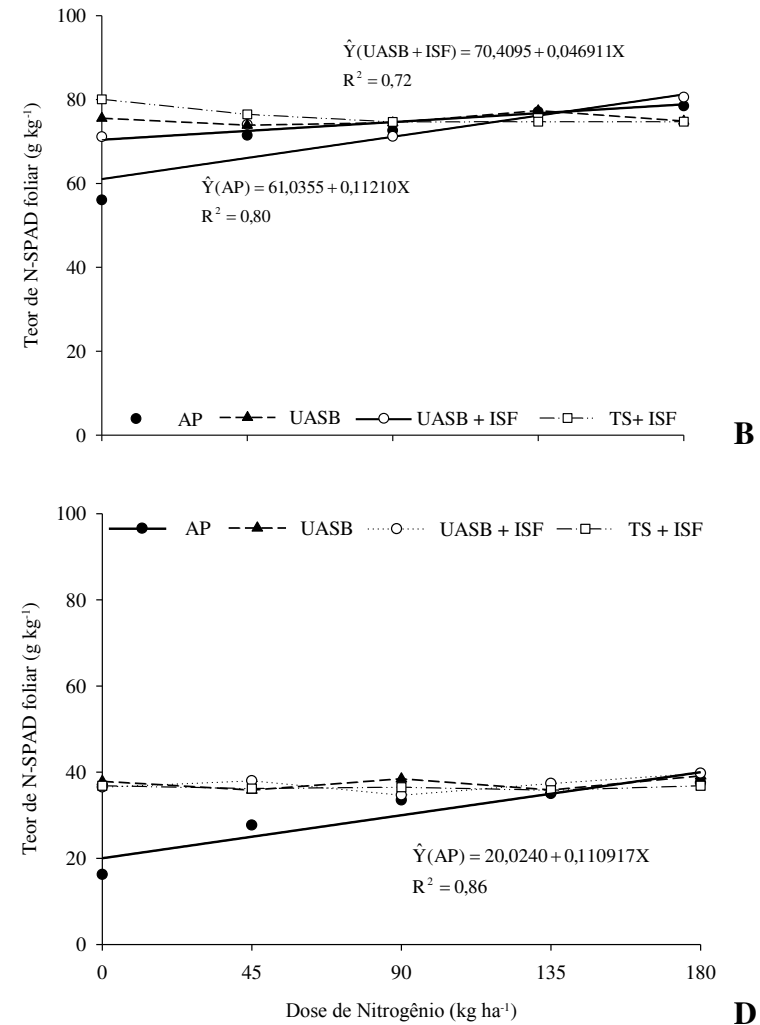 100
80
60
40
20
0
Teor de N-SPAD foliar (g kg⁻¹)
Ŷ(UASB + ISF) = 70,4095 + 0,046911X
R² = 0,72
Ŷ(AP) = 61,0355 + 0,11210X
R² = 0,80
AP UASB UASB + ISF TS+ ISF
B
100
80
60
40
20
0
Teor de N-SPAD foliar (g kg⁻¹)
AP UASB UASB + ISF TS + ISF
Ŷ(AP) = 20,0240 + 0,110917X
R² = 0,86
0 45 90 135 180
Dose de Nitrogênio (kg ha⁻¹)
D